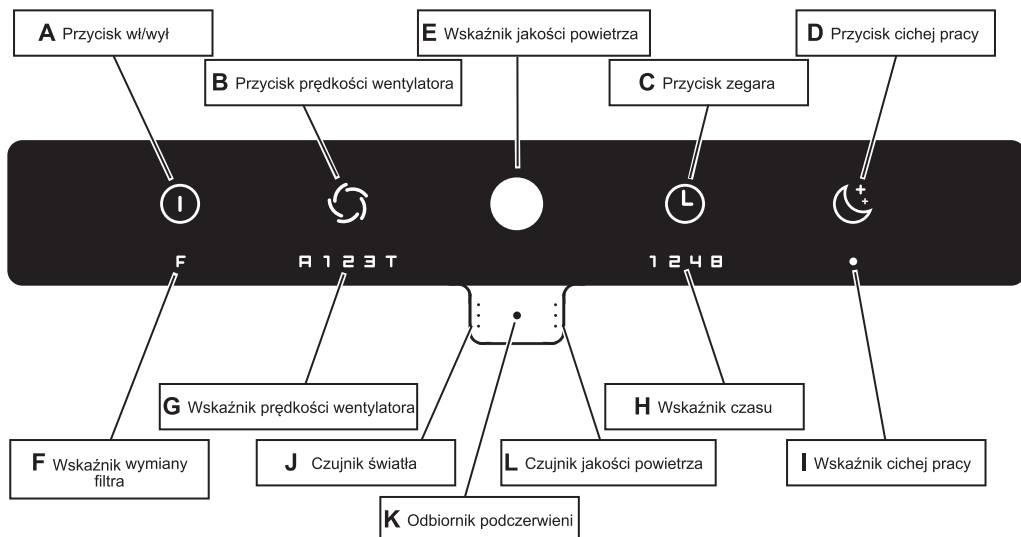 A Przycisk wł/wył
E Wskaźnik jakości powietrza
D Przycisk cichej pracy
B Przycisk prędkości wentylatora
C Przycisk zegara
F
A 1 2 3 T
1 2 4 8
G Wskaźnik prędkości wentylatora
H Wskaźnik czasu
F Wskaźnik wymiany
filtra
J Czujnik światła
L Czujnik jakości powietrza
I Wskaźnik cichej pracy
K Odbiornik podczerwieni